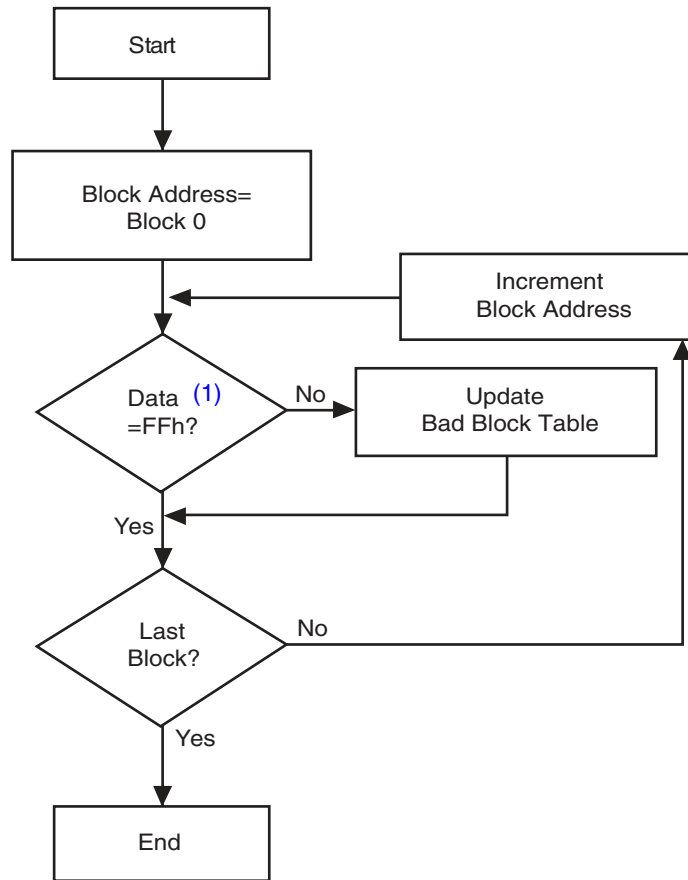 Start
Block Address=
Block 0
Increment
Block Address
Data (1)
=FFh?
No
Update
Bad Block Table
Yes
Last
Block?
No
Yes
End